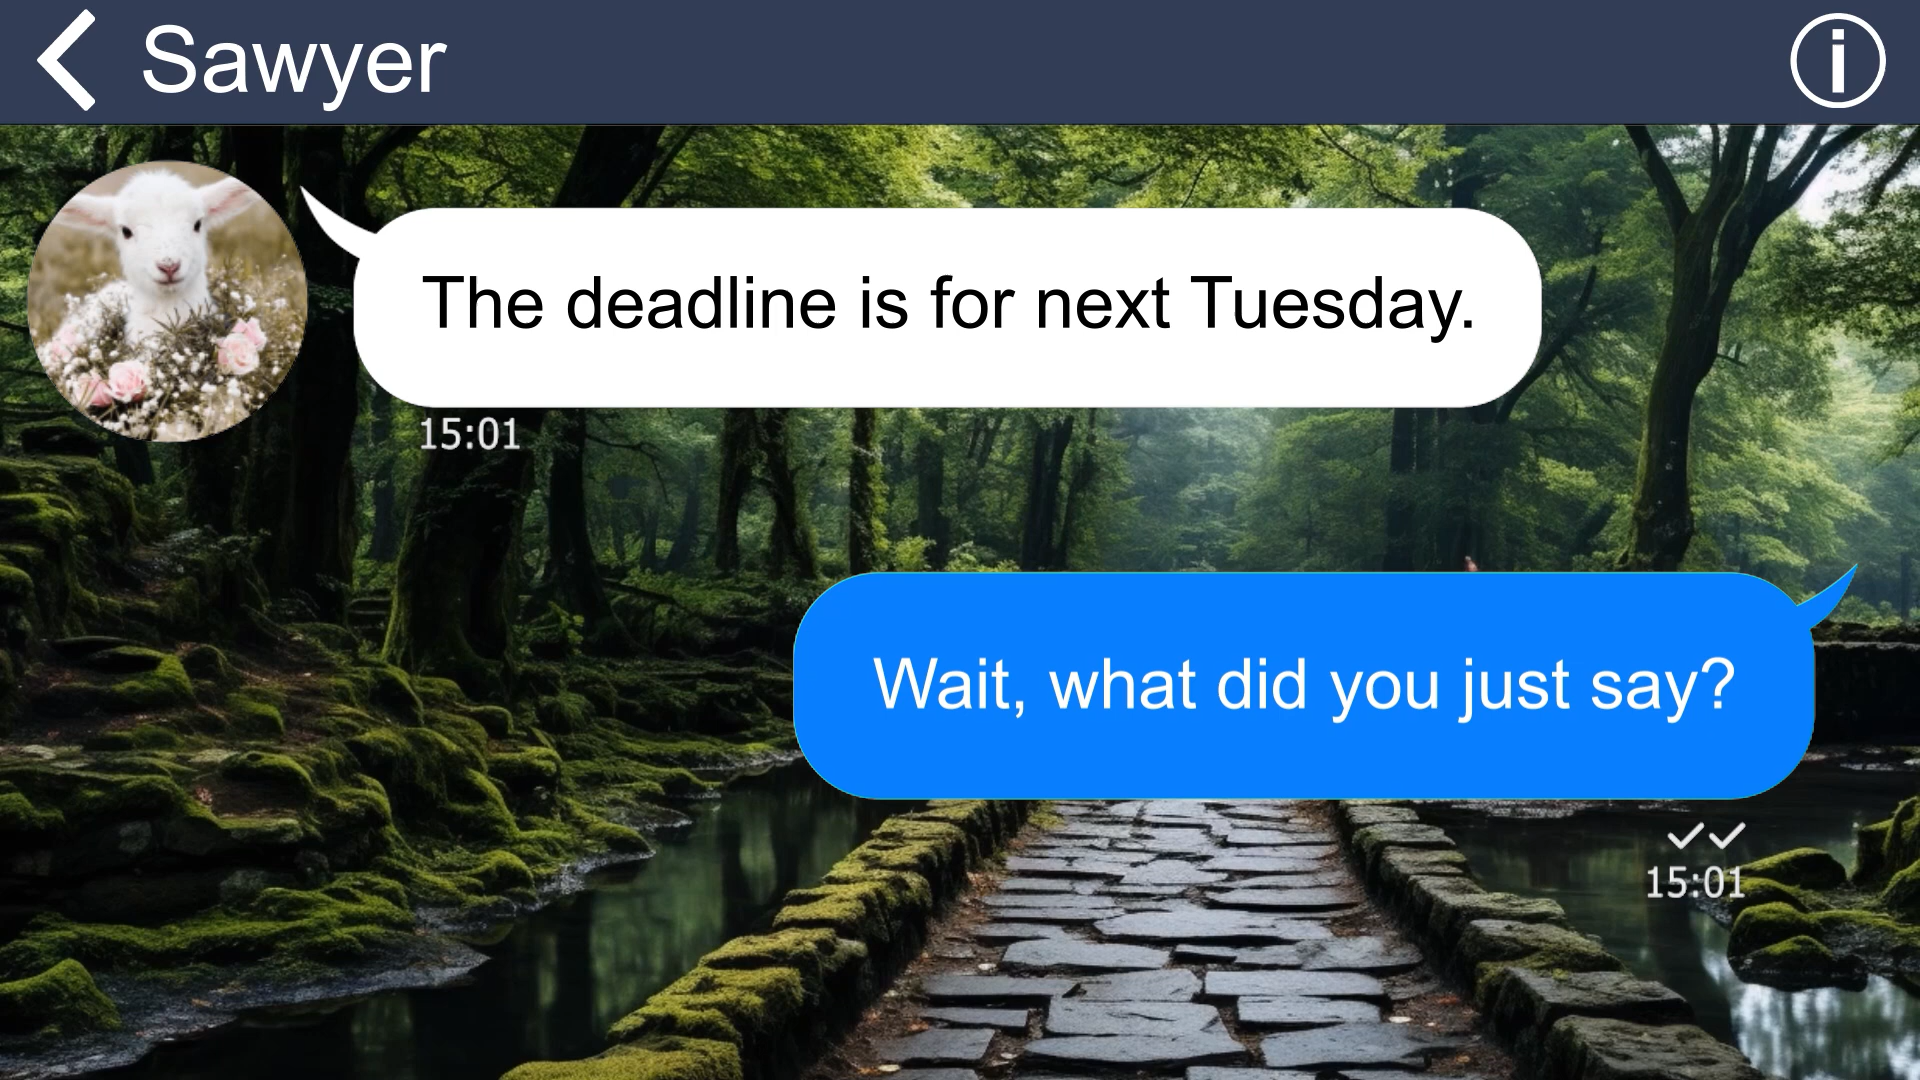 Sawyer
The deadline is for next Tuesday.
15:01
Wait, what did you just say?
15:01